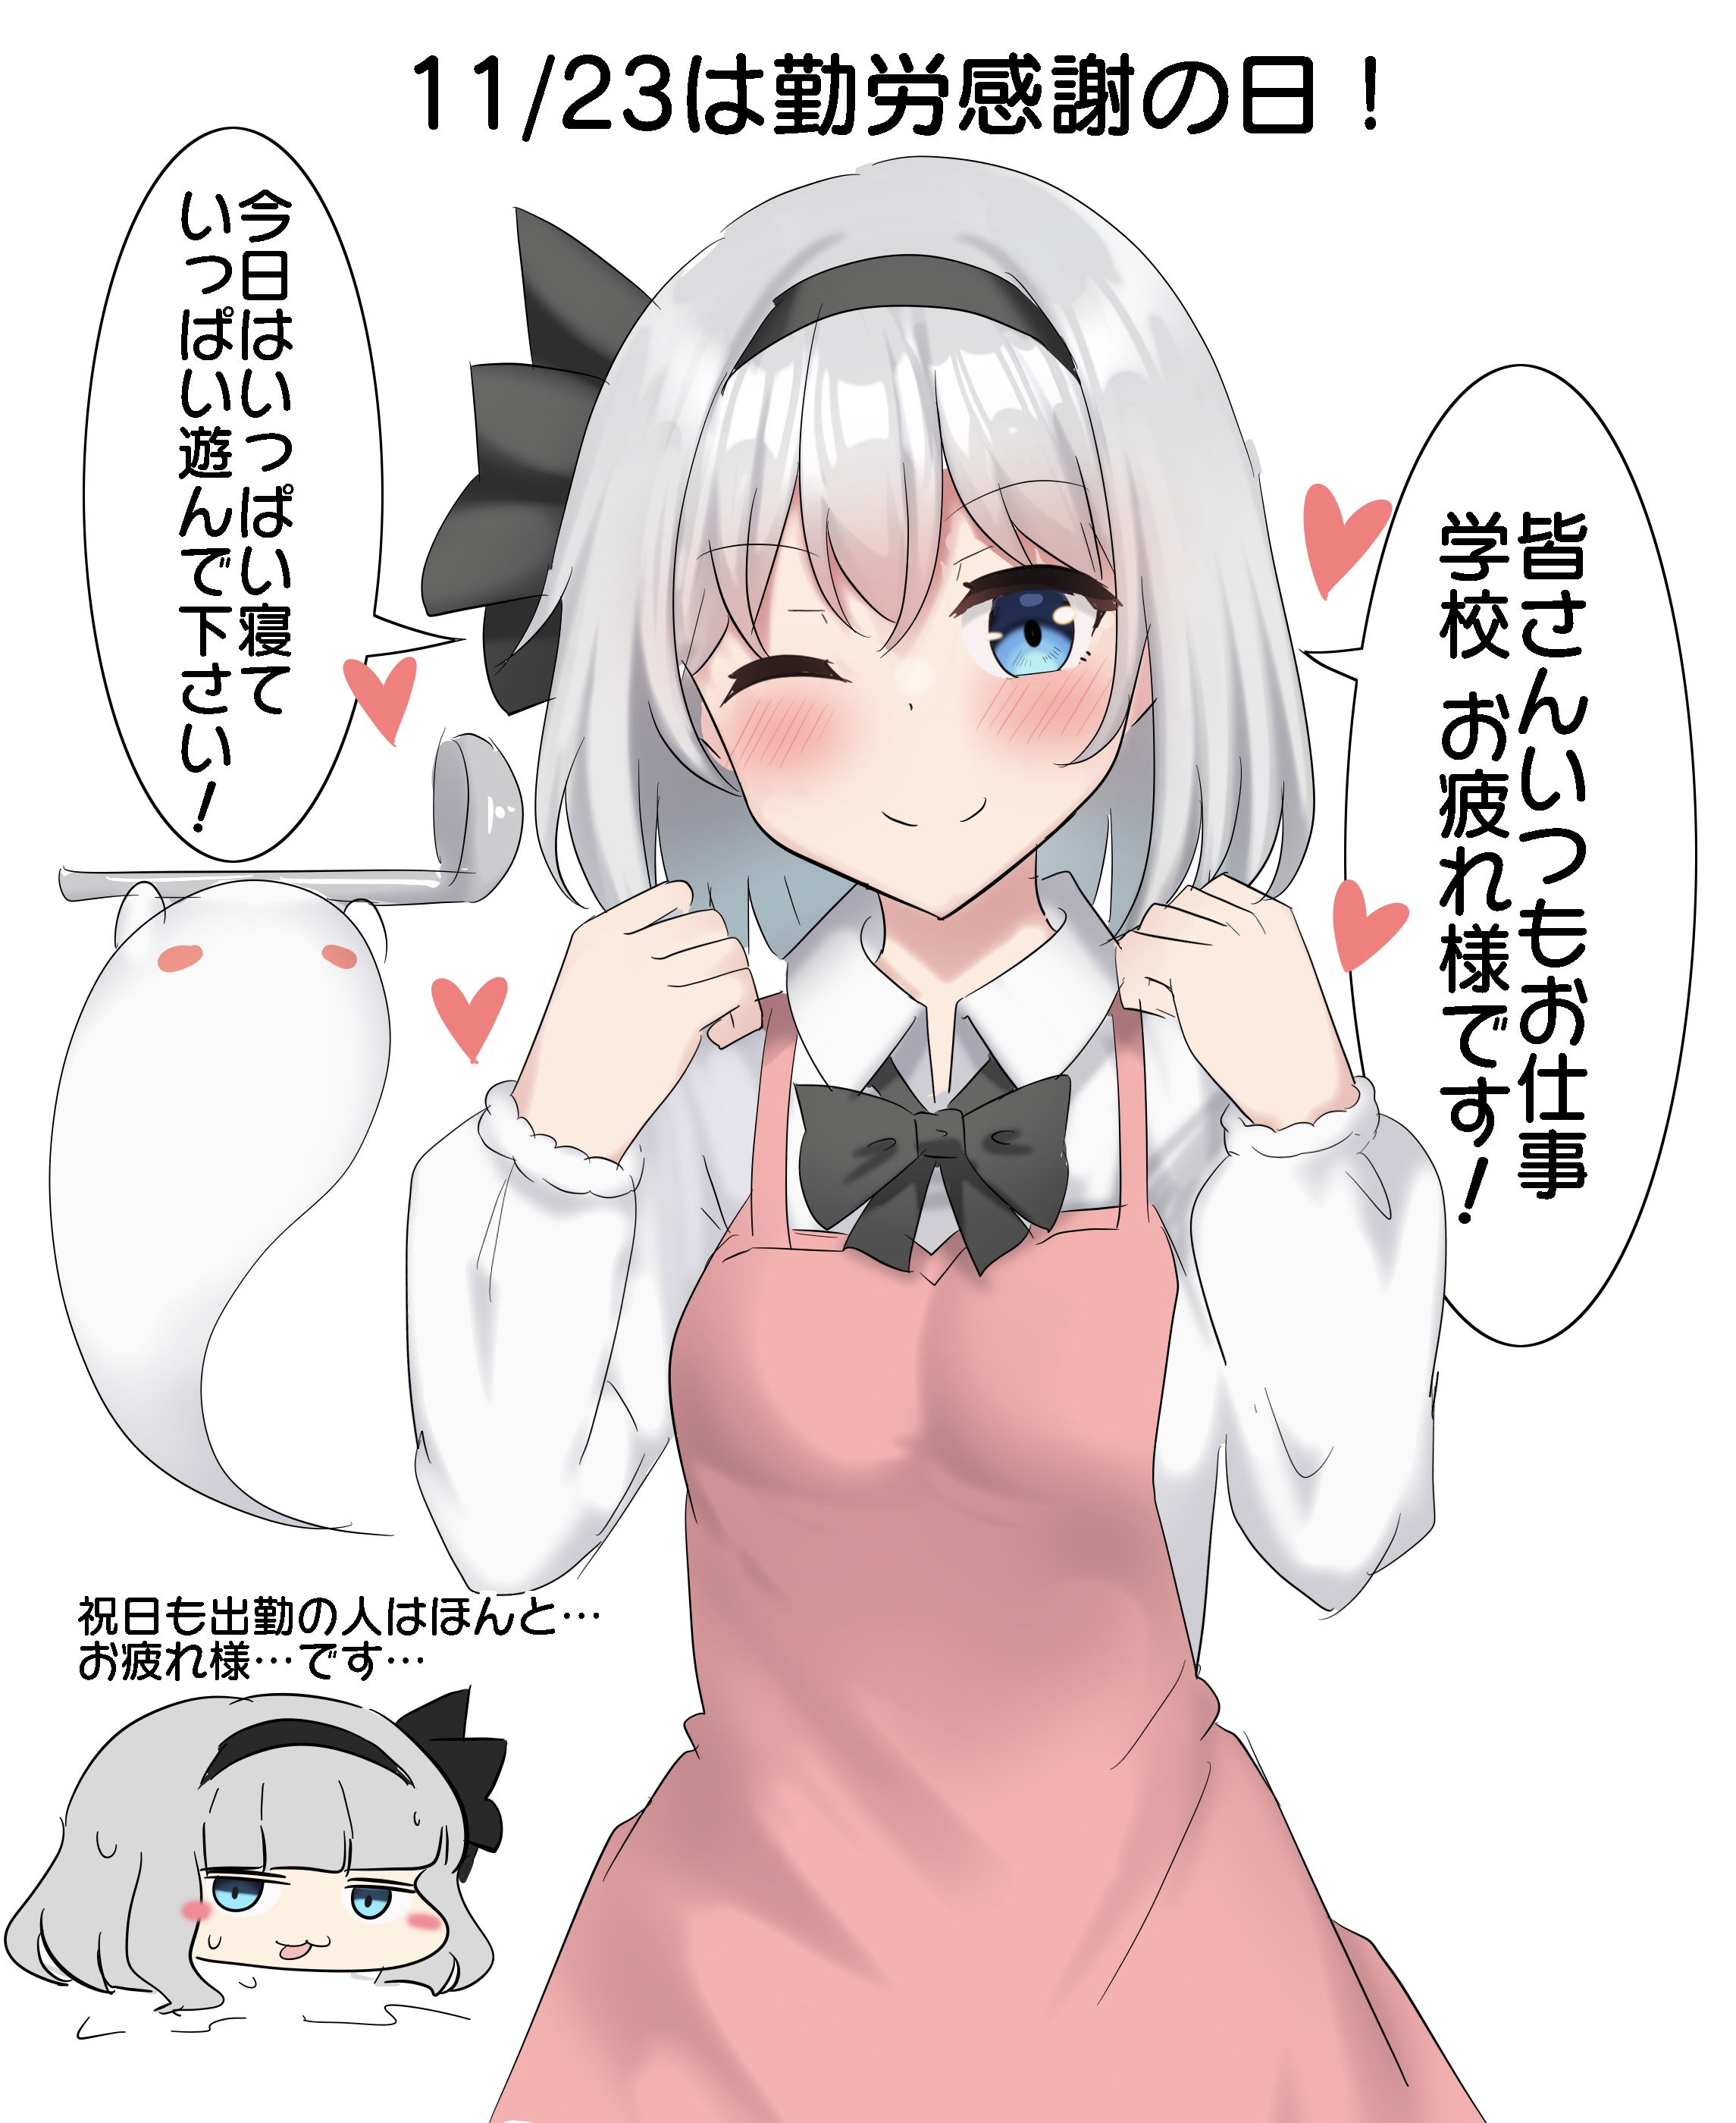 11/23は勤労感謝の日！
皆さんいつもお仕事
学校 お疲れ様です！
今日はいっぱい寝て
いっぱい遊んで下さい！
祝日も出勤の人はほんと…
お疲れ様…です…